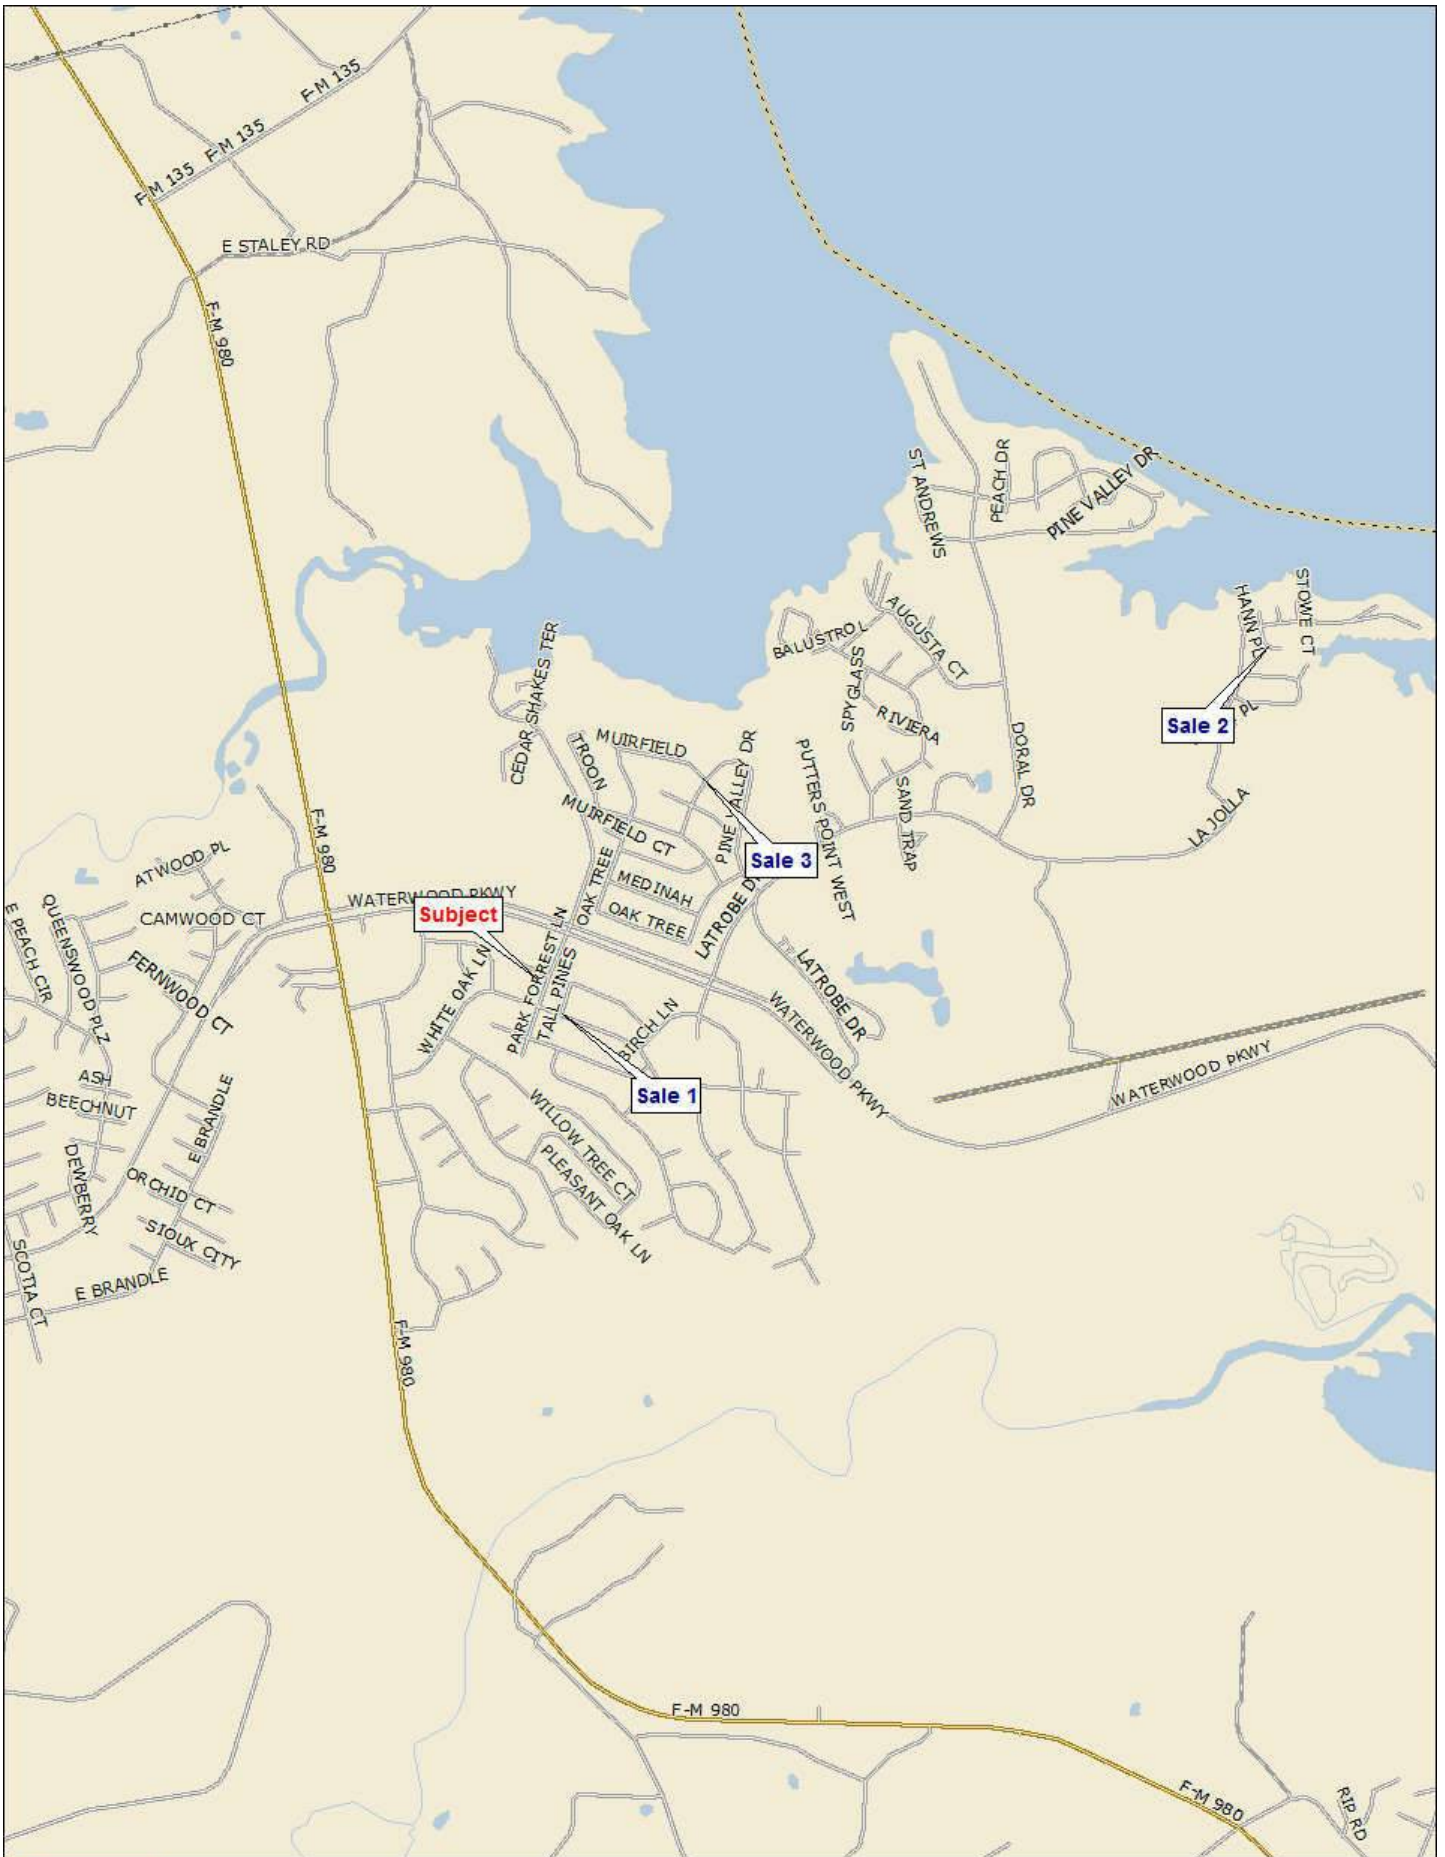 F-M 135
F-M 135
F-M 135
E STALEY RD
F-M 980
ST ANDREWS
PEACH DR
PINE VALLEY DR
HANN PL
STOWE CT
AUGUSTA CT
BALUSTROL
CEDAR SHAKES TER
SPYGLASS
RIVIERA
Sale 2
PL
TROON
MUIRFIELD
PINE VALLEY DR
PUTTERS POINT WEST
DORAL DR
SAND TRAP
LA JOLLA
F-M 980
MUIRFIELD CT
Sale 3
ATWOOD PL
OAK TREE
MEDINAH
OAK TREE
LATROBE DR
WATERWOOD PKWY
Subject
CAMWOOD CT
E PEACH CIR
QUEENSWOOD PLZ
FERNWOOD CT
WHITE OAK LN
PARK FORREST LN
TALL PINES
LATROBE DR
BIRCH LN
WATERWOOD PKWY
WATERWOOD PKWY
Sale 1
ASH
BEECHNUT
E BRANDLE
WILLOW TREE CT
PLEASANT OAK LN
DEWBERRY
ORCHID CT
SIOUX CITY
SCOTIA CT
E BRANDLE
F-M 980
F-M 980
F-M 980
RIP RD